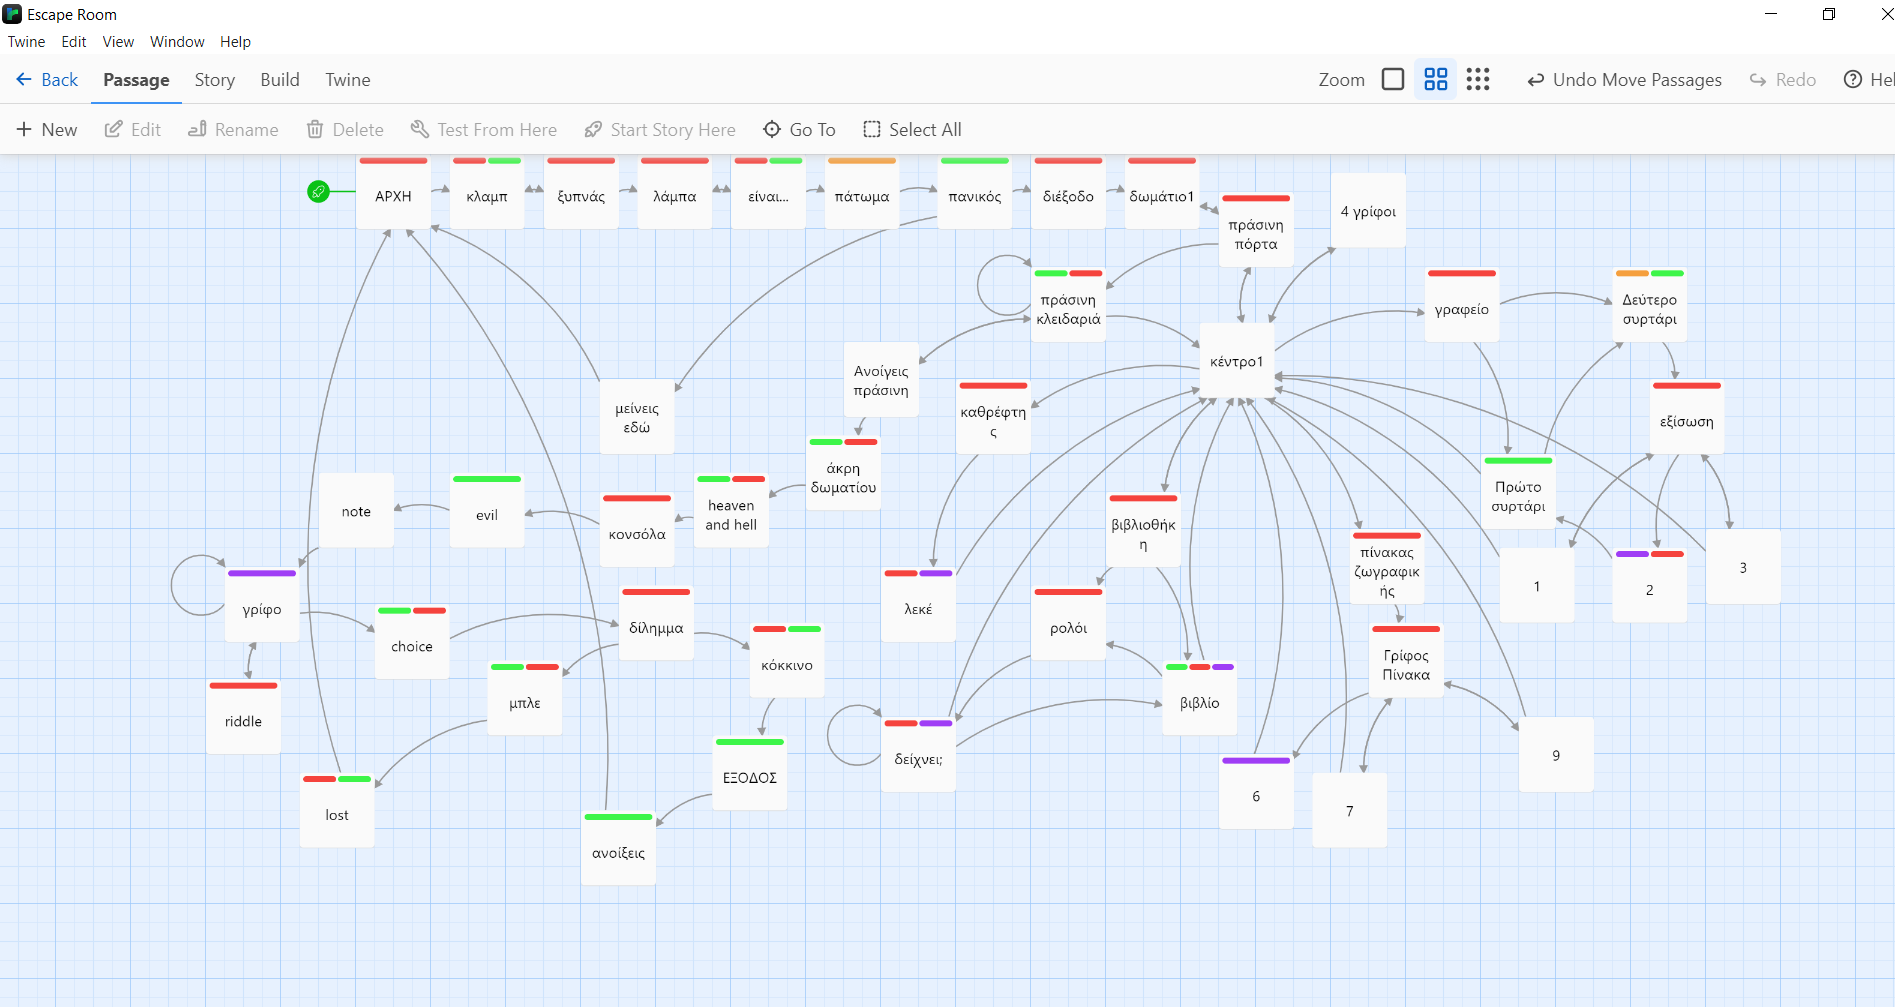 Escape Room
Twine Edit View Window Help
Back Passage Story Build Twine Zoom Undo Move Passages Redo Hel
New Edit Rename Delete Test From Here Start Story Here Go To Select All
ΑΡΧΗ
κλαμπ
ξυπνάς
λάμπα
είναι...
πάτωμα
πανικός
διέξοδο
δωμάτιο1
πράσινη
πόρτα
4 γρίφοι
πράσινη
κλειδαριά
γραφείο
Δεύτερο
συρτάρι
κέντρο1
Ανοίγεις
πράσινη
μείνεις
εδώ
καθρέφτη
ς
εξίσωση
άκρη
δωματίου
Πρώτο
συρτάρι
note
evil
heaven
and hell
κονσόλα
βιβλιοθήκ
η
πίνακας
ζωγραφικ
ής
1
2
3
γρίφο
λεκέ
choice
δίλημμα
ρολόι
κόκκινο
Γρίφος
Πίνακα
riddle
μπλε
βιβλίο
δείχνει;
ΕΞΟΔΟΣ
9
6
7
lost
ανοίξεις